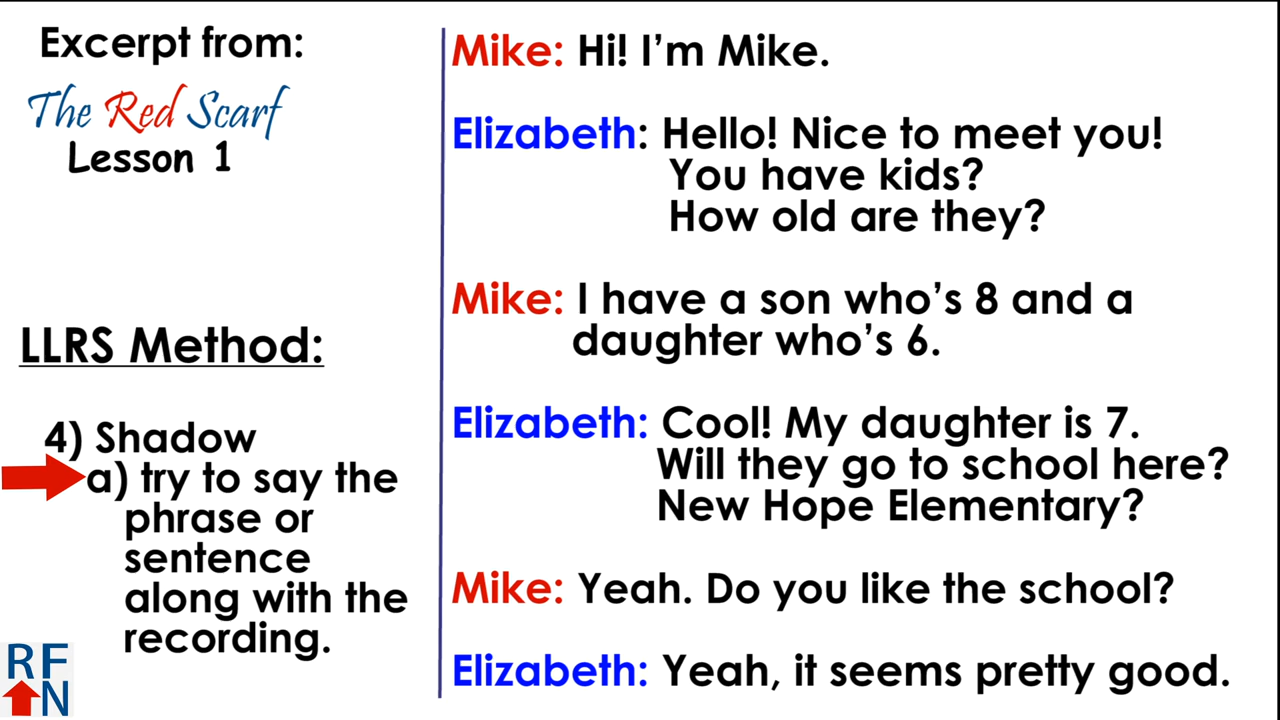 Excerpt from:
The Red Scarf
Lesson 1
LLRS Method:
4) Shadow
a) try to say the
phrase or
sentence
along with the
recording.
RF
N
Mike: Hi! I'm Mike.
Elizabeth: Hello! Nice to meet you!
You have kids?
How old are they?
Mike: I have a son who's 8 and a
daughter who's 6.
Elizabeth: Cool! My daughter is 7.
Will they go to school here?
New Hope Elementary?
Mike: Yeah. Do you like the school?
Elizabeth: Yeah, it seems pretty good.